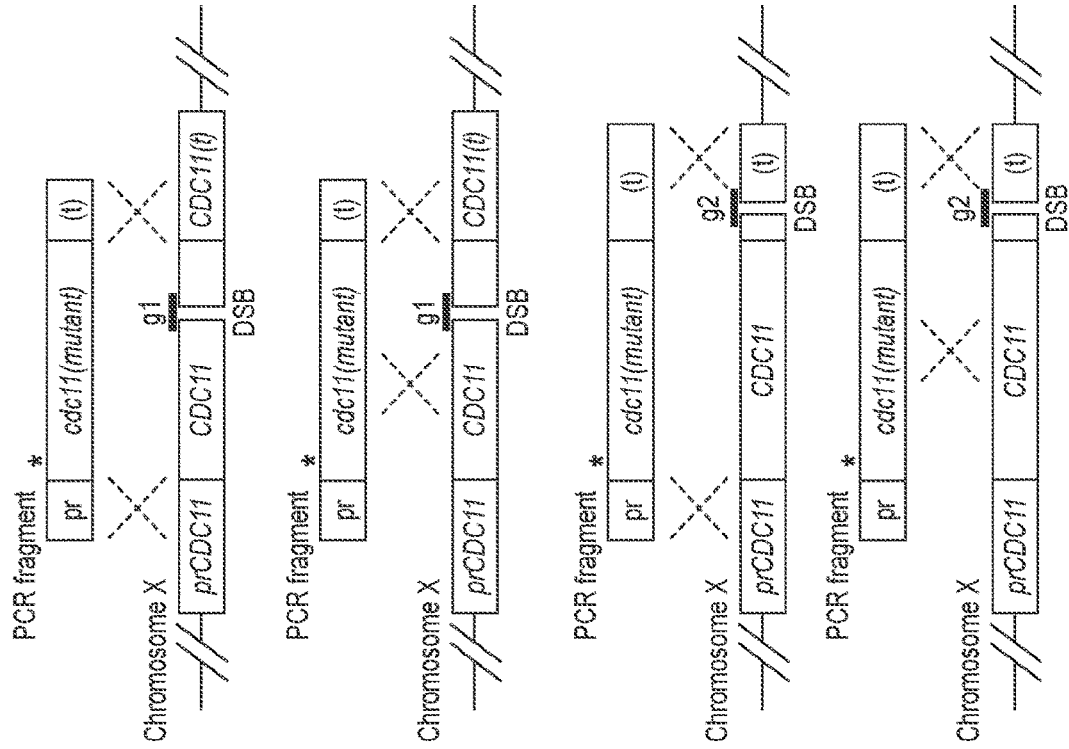 PCR fragment *
pr cdc11(mutant) (t)
g1
Chromosome X
prCDC11 CDC11 CDC11(t)
DSB
PCR fragment *
pr cdc11(mutant) (t)
g1
Chromosome X
prCDC11 CDC11 CDC11(t)
DSB
PCR fragment *
pr cdc11(mutant) (t)
g2
Chromosome X
prCDC11 CDC11 (t)
DSB
PCR fragment *
pr cdc11(mutant) (t)
g2
Chromosome X
prCDC11 CDC11 (t)
DSB